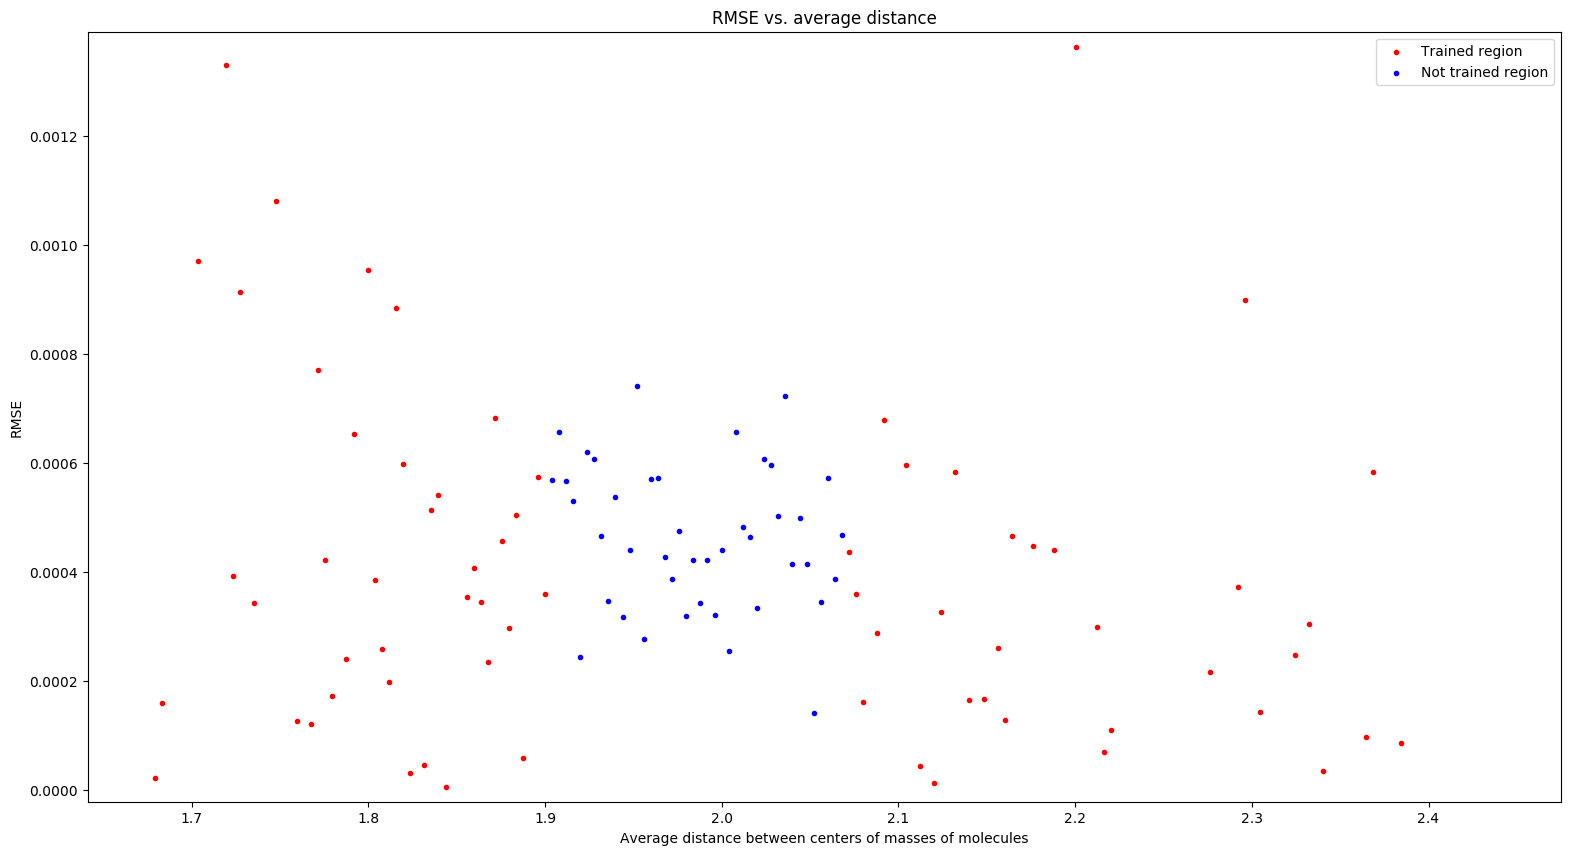 RMSE vs. average distance
Trained region
Not trained region
RMSE
0.0012
0.0010
0.0008
0.0006
0.0004
0.0002
0.0000
1.7 1.8 1.9 2.0 2.1 2.2 2.3 2.4
Average distance between centers of masses of molecules